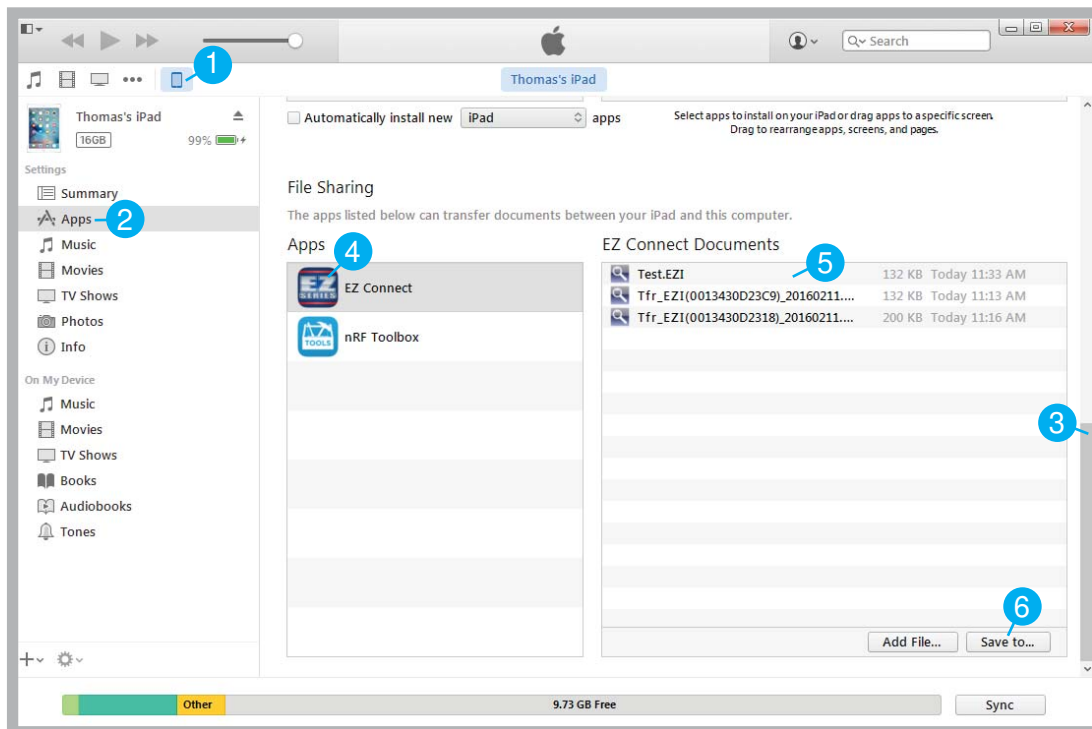 Search
1
Thomas's iPad
Thomas's iPad
16GB
99%
Settings
Summary
Apps
2
Music
Movies
TV Shows
Photos
Info
On My Device
Music
Movies
TV Shows
Books
Audiobooks
Tones
Automatically install new iPad apps
Select apps to install on your iPad or drag apps to a specific screen.
Drag to rearrange apps, screens, and pages.
File Sharing
The apps listed below can transfer documents between your iPad and this computer.
Apps
4
EZ SERIES
EZ Connect
TOOLS
nRF Toolbox
EZ Connect Documents
5
Test.EZI 132 KB Today 11:33 AM
Tfr_EZI(0013430D23C9)_20160211.... 132 KB Today 11:13 AM
Tfr_EZI(0013430D2318)_20160211.... 200 KB Today 11:16 AM
3
6
Add File... Save to...
Other 9.73 GB Free Sync